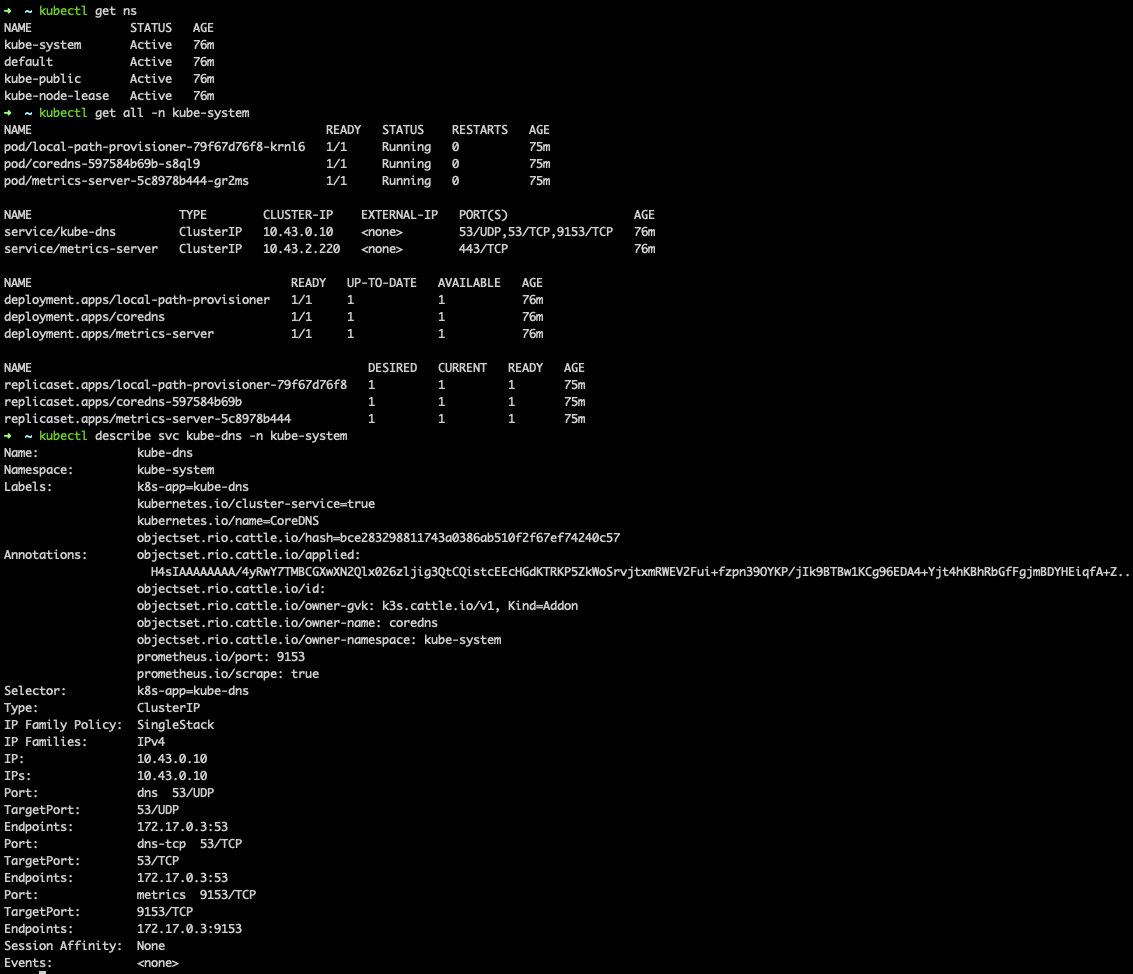 ➜ ~ kubectl get ns
NAME STATUS AGE
kube-system Active 76m
default Active 76m
kube-public Active 76m
kube-node-lease Active 76m
➜ ~ kubectl get all -n kube-system
NAME READY STATUS RESTARTS AGE
pod/local-path-provisioner-79f67d76f8-krnl6 1/1 Running 0 75m
pod/coredns-597584b69b-s8ql9 1/1 Running 0 75m
pod/metrics-server-5c8978b444-gr2ms 1/1 Running 0 75m
NAME TYPE CLUSTER-IP EXTERNAL-IP PORT(S) AGE
service/kube-dns ClusterIP 10.43.0.10 <none> 53/UDP,53/TCP,9153/TCP 76m
service/metrics-server ClusterIP 10.43.2.220 <none> 443/TCP 76m
NAME READY UP-TO-DATE AVAILABLE AGE
deployment.apps/local-path-provisioner 1/1 1 1 76m
deployment.apps/coredns 1/1 1 1 76m
deployment.apps/metrics-server 1/1 1 1 76m
NAME DESIRED CURRENT READY AGE
replicaset.apps/local-path-provisioner-79f67d76f8 1 1 1 75m
replicaset.apps/coredns-597584b69b 1 1 1 75m
replicaset.apps/metrics-server-5c8978b444 1 1 1 75m
➜ ~ kubectl describe svc kube-dns -n kube-system
Name: kube-dns
Namespace: kube-system
Labels: k8s-app=kube-dns
kubernetes.io/cluster-service=true
kubernetes.io/name=CoreDNS
objectset.rio.cattle.io/hash=bce283298811743a0386ab510f2f67ef74240c57
Annotations: objectset.rio.cattle.io/applied:
H4sIAAAAAAAA/4yRwY7TMBCGXwXN2Qlx026zljig3QtCQistcEEcHGdKTRKP5ZkWoSrvjtxmRWEV2Fui+fzpn39OYKP/jIk9BTBw1KCg96EDA4+Yjt4hKBhRbGfFgjmBDYHEiqfA+Z...
objectset.rio.cattle.io/id:
objectset.rio.cattle.io/owner-gvk: k3s.cattle.io/v1, Kind=Addon
objectset.rio.cattle.io/owner-name: coredns
objectset.rio.cattle.io/owner-namespace: kube-system
prometheus.io/port: 9153
prometheus.io/scrape: true
Selector: k8s-app=kube-dns
Type: ClusterIP
IP Family Policy: SingleStack
IP Families: IPv4
IP: 10.43.0.10
IPs: 10.43.0.10
Port: dns 53/UDP
TargetPort: 53/UDP
Endpoints: 172.17.0.3:53
Port: dns-tcp 53/TCP
TargetPort: 53/TCP
Endpoints: 172.17.0.3:53
Port: metrics 9153/TCP
TargetPort: 9153/TCP
Endpoints: 172.17.0.3:9153
Session Affinity: None
Events: <none>